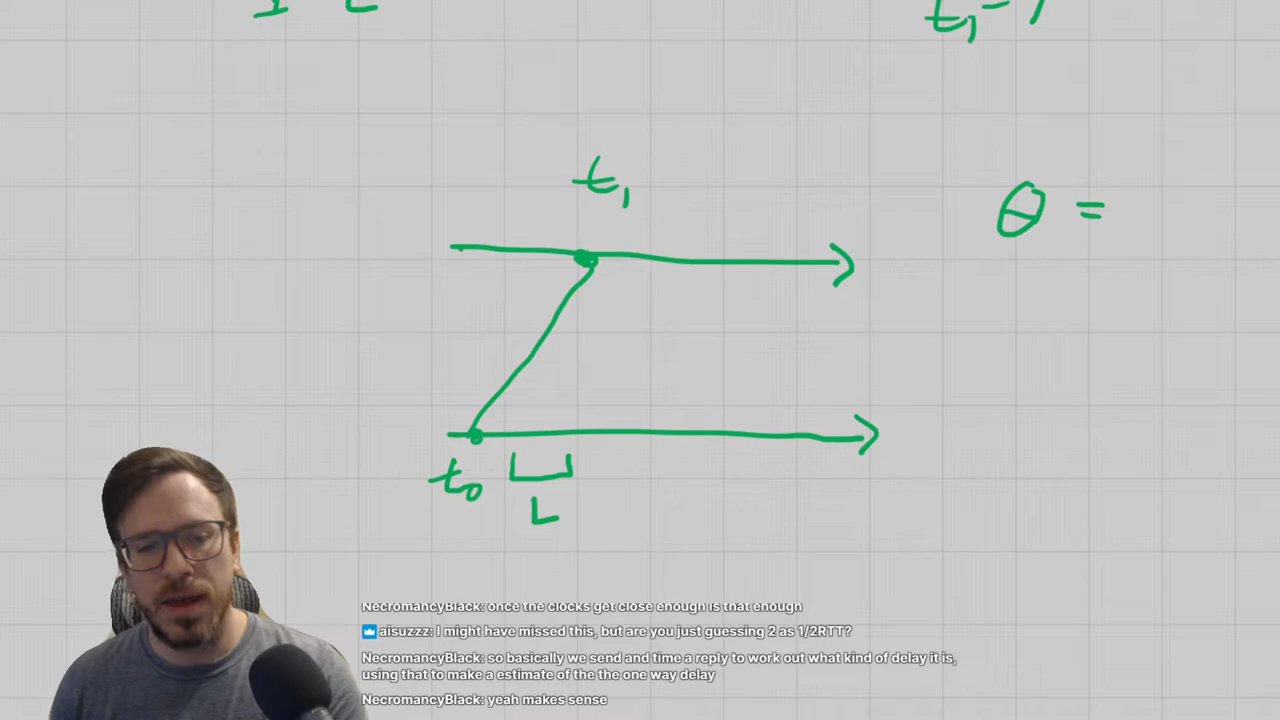 t₁ =
t₁
θ =
t₀
L
NecromancyBlack: once the clocks get close enough is that enough
aisuzzz: I might have missed this, but are you just guessing 2 as 1/2RTT?
NecromancyBlack: so basically we send and time a reply to work out what kind of delay it is,
using that to make a estimate of the the one way delay
NecromancyBlack: yeah makes sense